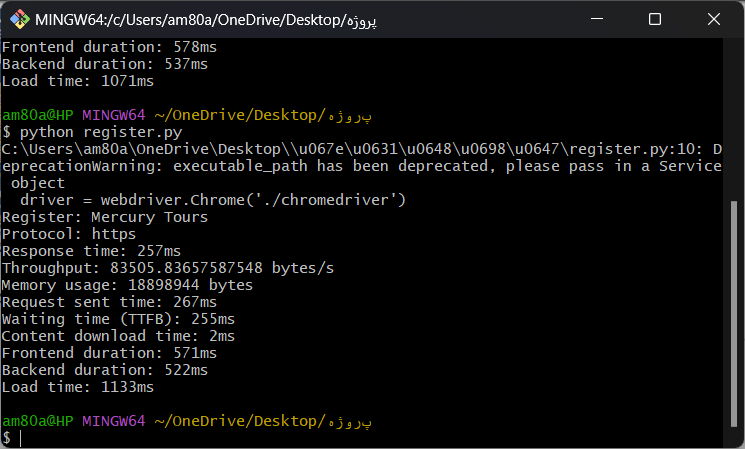 MINGW64:/c/Users/am80a/OneDrive/Desktop/پروژه
Frontend duration: 578ms
Backend duration: 537ms
Load time: 1071ms
am80a@HP MINGW64 ~/OneDrive/Desktop/پروژه
$ python register.py
C:\Users\am80a\OneDrive\Desktop\\u067e\u0631\u0648\u0698\u0647\register.py:10: D
eprecationWarning: executable_path has been deprecated, please pass in a Service
 object
  driver = webdriver.Chrome('./chromedriver')
Register: Mercury Tours
Protocol: https
Response time: 257ms
Throughput: 83505.83657587548 bytes/s
Memory usage: 18898944 bytes
Request sent time: 267ms
Waiting time (TTFB): 255ms
Content download time: 2ms
Frontend duration: 571ms
Backend duration: 522ms
Load time: 1133ms
am80a@HP MINGW64 ~/OneDrive/Desktop/پروژه
$